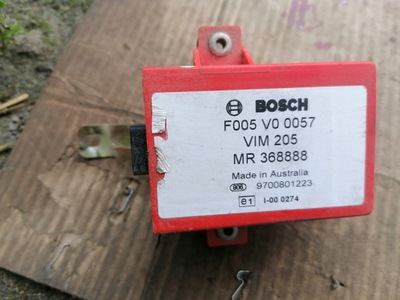 BOSCH
F005 V0 0057
VIM 205
MR 368888
Made in Australia
9700801223
e1 I-00 0274